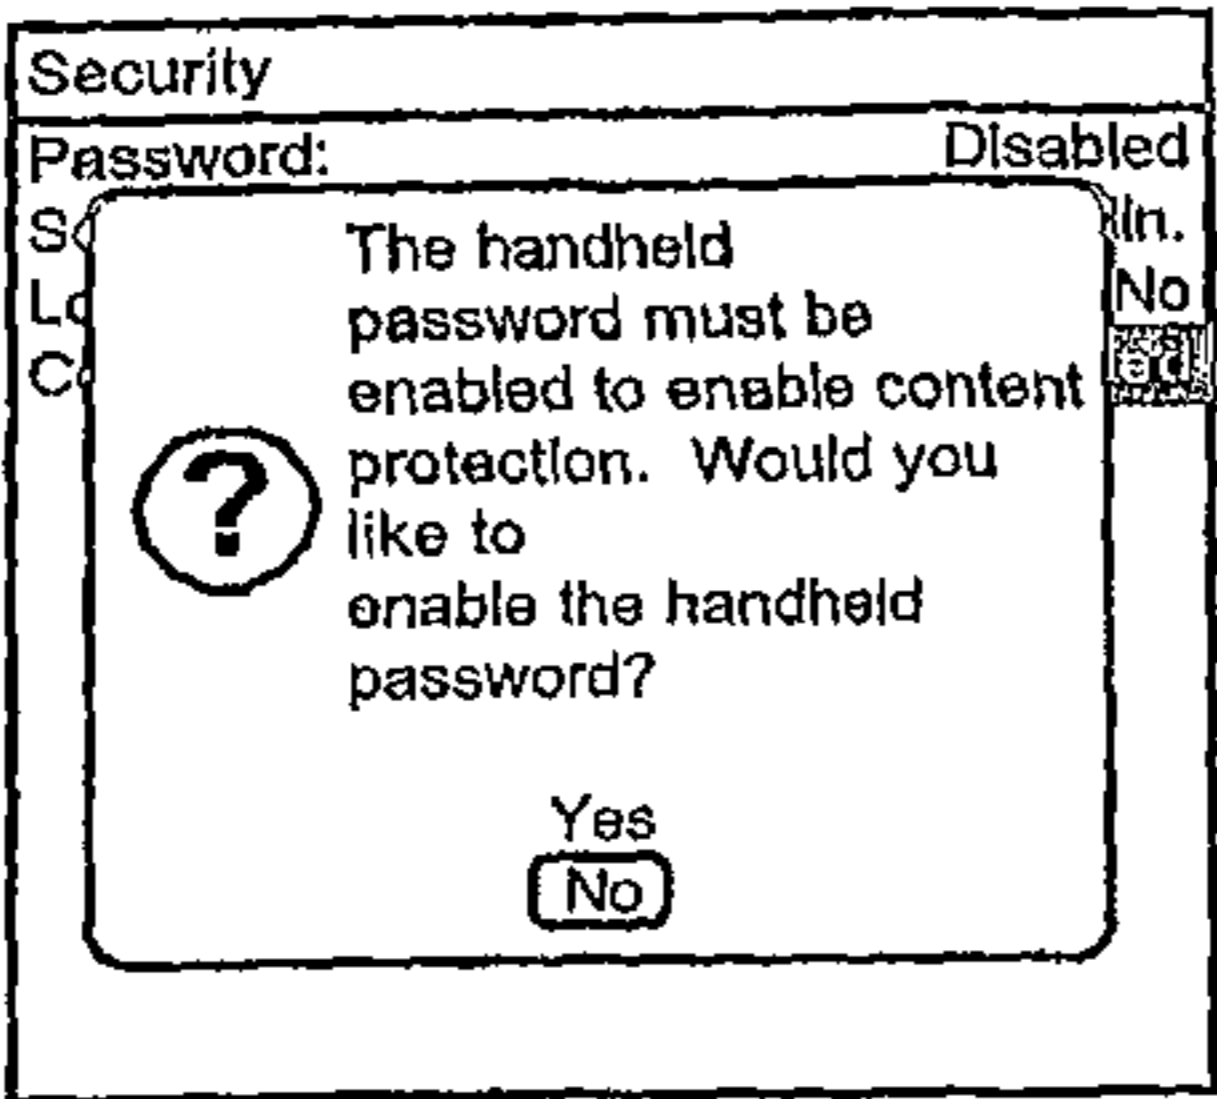 Security
Password: Disabled
No
The handheld
password must be
enabled to enable content
protection. Would you
like to
enable the handheld
password?
?
Yes
No